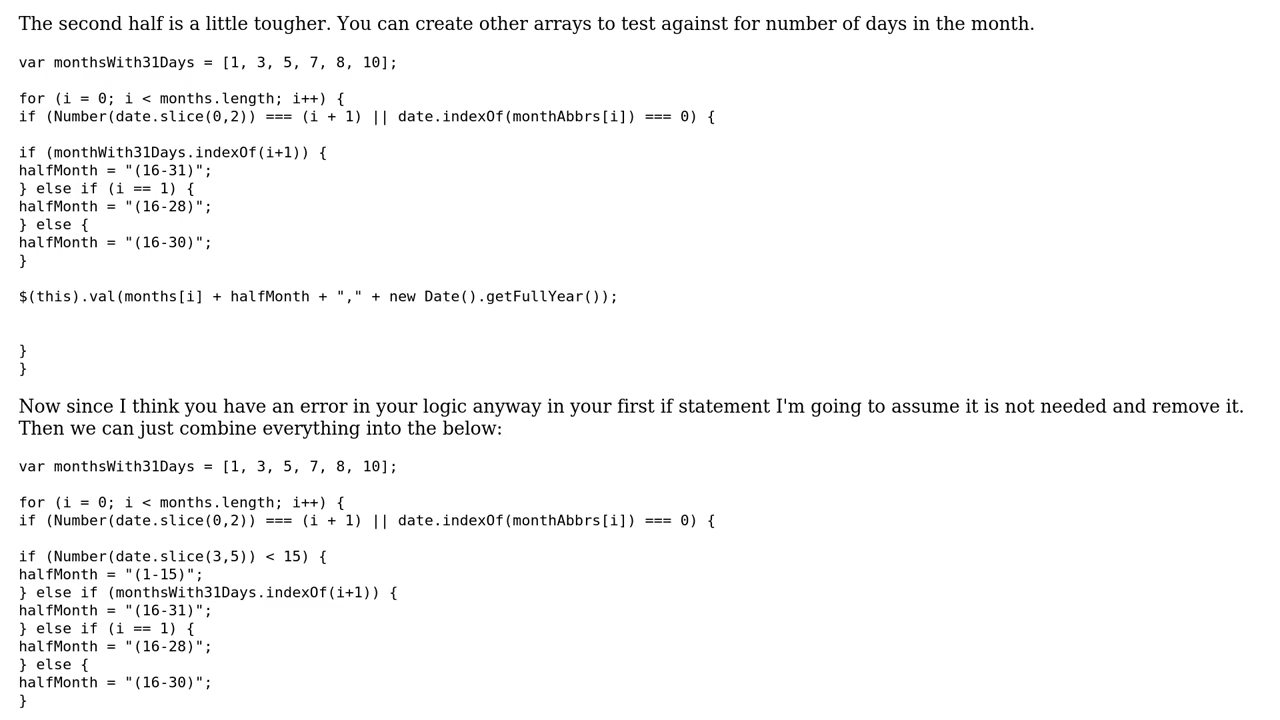 The second half is a little tougher. You can create other arrays to test against for number of days in the month.
var monthsWith31Days = [1, 3, 5, 7, 8, 10];
for (i = 0; i < months.length; i++) {
if (Number(date.slice(0,2)) === (i + 1) || date.indexOf(monthAbbrs[i]) === 0) {
if (monthWith31Days.indexOf(i+1)) {
halfMonth = "(16-31)";
} else if (i == 1) {
halfMonth = "(16-28)";
} else {
halfMonth = "(16-30)";
}
$(this).val(months[i] + halfMonth + "," + new Date().getFullYear());
}
}
Now since I think you have an error in your logic anyway in your first if statement I'm going to assume it is not needed and remove it.
Then we can just combine everything into the below:
var monthsWith31Days = [1, 3, 5, 7, 8, 10];
for (i = 0; i < months.length; i++) {
if (Number(date.slice(0,2)) === (i + 1) || date.indexOf(monthAbbrs[i]) === 0) {
if (Number(date.slice(3,5)) < 15) {
halfMonth = "(1-15)";
} else if (monthsWith31Days.indexOf(i+1)) {
halfMonth = "(16-31)";
} else if (i == 1) {
halfMonth = "(16-28)";
} else {
halfMonth = "(16-30)";
}